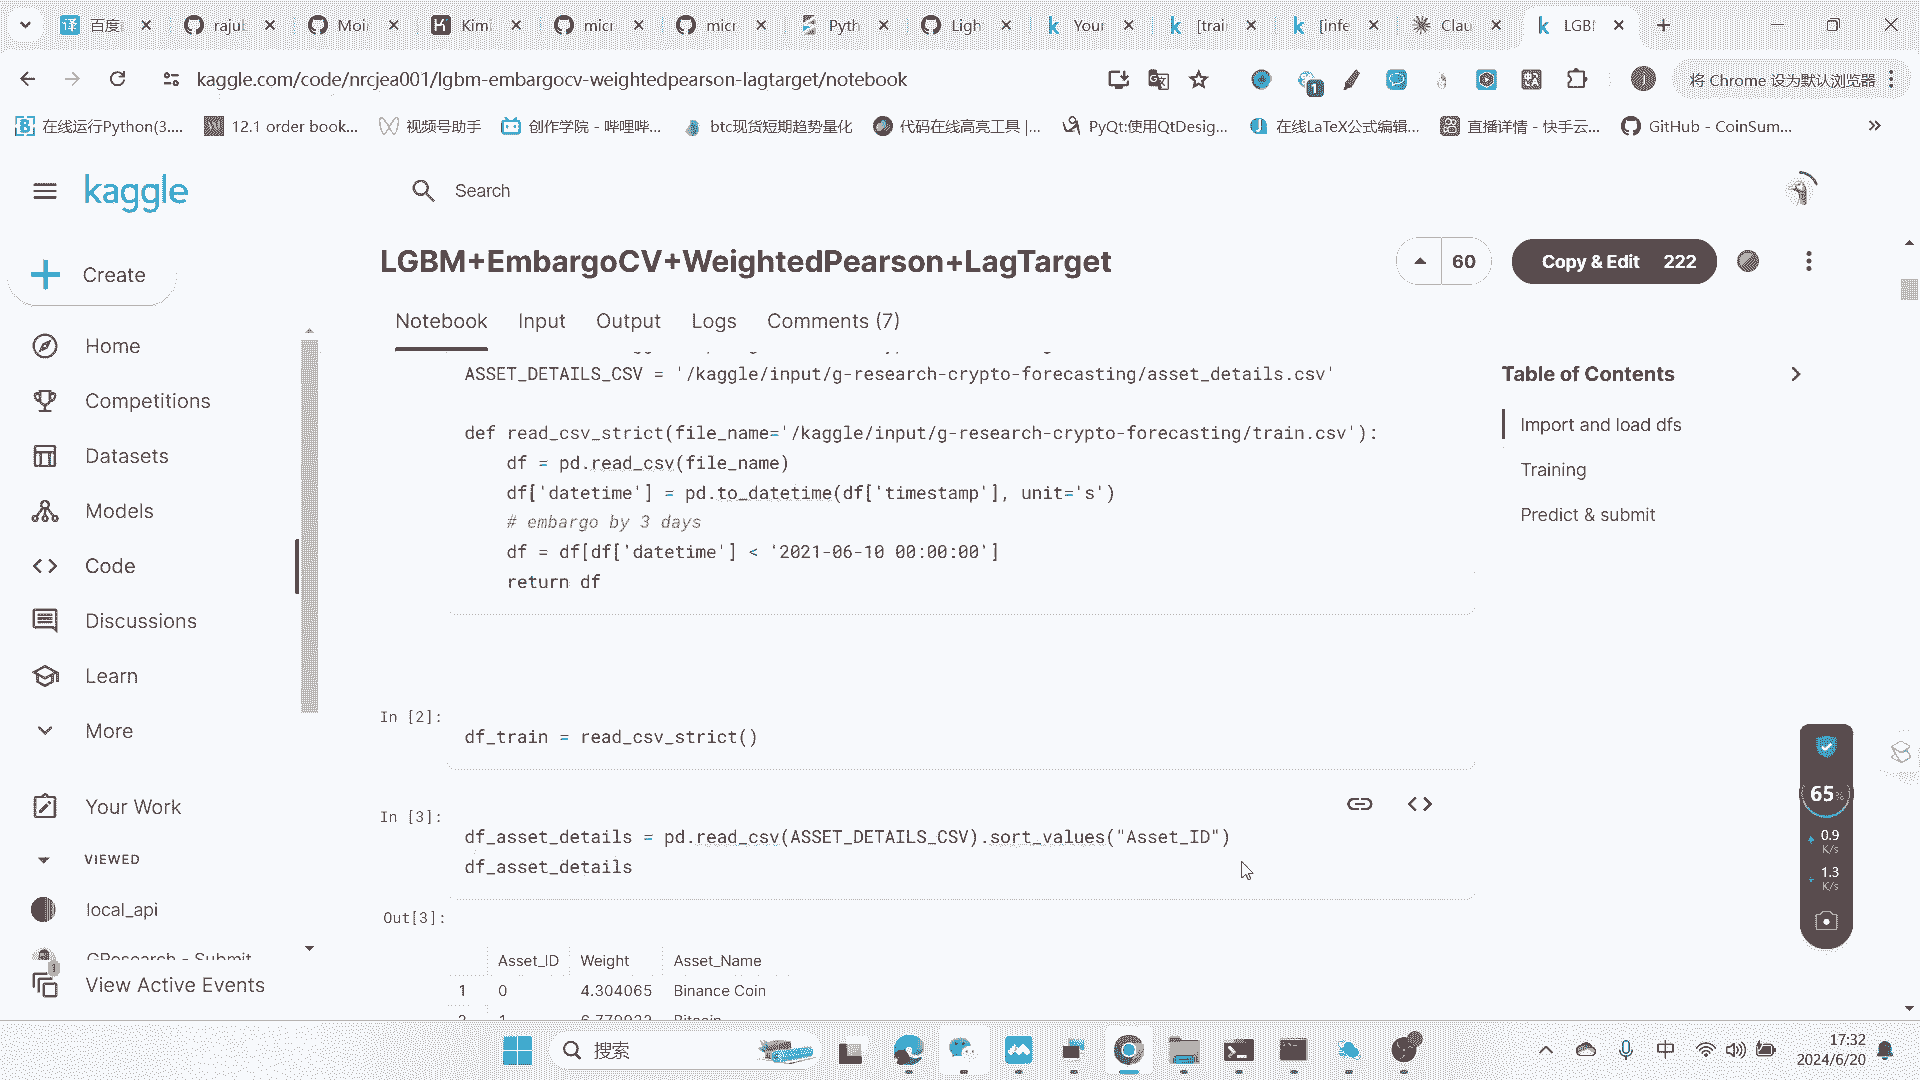 百度
rajuk
Moin
Kimi
micr
micr
Pyth
Ligh
Your
[trai
[infe
Clau
LGBM
kaggle.com/code/nrcjea001/lgbm-embargocv-weightedpearson-lagtarget/notebook
将 Chrome 设为默认浏览器
在线运行Python(3....
12.1 order book...
视频号助手
创作学院 - 哔哩哔...
btc现货短期趋势量化
代码在线高亮工具 |...
PyQt:使用QtDesig...
在线LaTeX公式编辑...
直播详情 - 快手云...
GitHub - CoinSum...
kaggle
Search
Create
Home
Competitions
Datasets
Models
Code
Discussions
Learn
More
Your Work
VIEWED
local_api
GResearch - Submit
View Active Events
LGBM+EmbargoCV+WeightedPearson+LagTarget
60
Copy & Edit 222
Notebook
Input
Output
Logs
Comments (7)
ASSET_DETAILS_CSV = '/kaggle/input/g-research-crypto-forecasting/asset_details.csv'
def read_csv_strict(file_name='/kaggle/input/g-research-crypto-forecasting/train.csv'):
df = pd.read_csv(file_name)
df['datetime'] = pd.to_datetime(df['timestamp'], unit='s')
# embargo by 3 days
df = df[df['datetime'] < '2021-06-10 00:00:00']
return df
In [2]:
df_train = read_csv_strict()
In [3]:
df_asset_details = pd.read_csv(ASSET_DETAILS_CSV).sort_values("Asset_ID")
df_asset_details
Out[3]:
Asset_ID Weight Asset_Name
1 0 4.304065 Binance Coin
2 1 6.779922 Bitcoin
Table of Contents
Import and load dfs
Training
Predict & submit
65%
0.9
K/s
1.3
K/s
搜索
中
17:32
2024/6/20